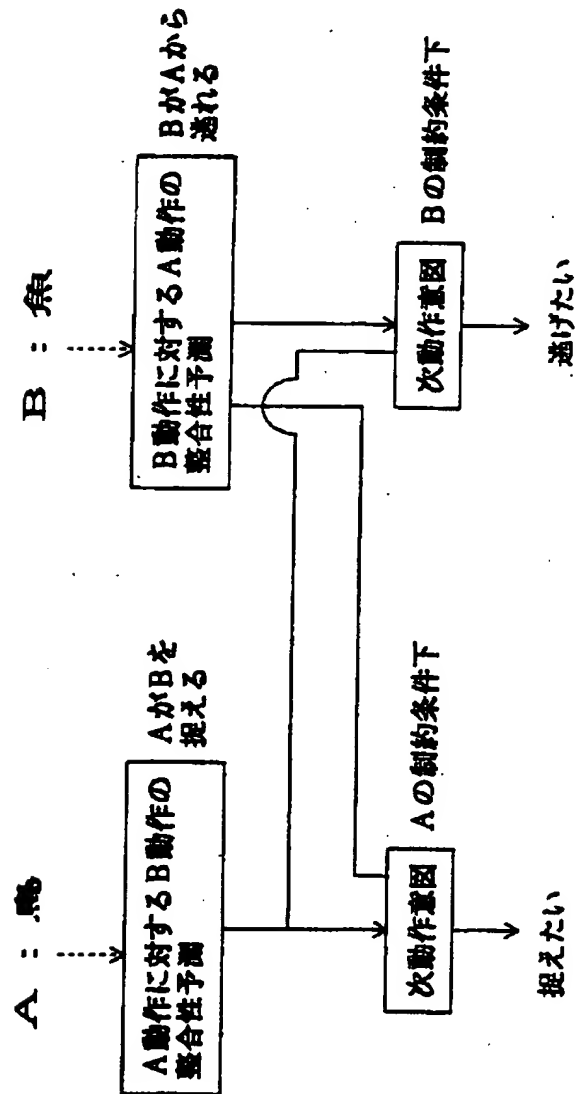 A : 鳥
A動作に対するB動作の
整合性予測
AがBを
捉える
次動作意図
Aの制約条件下
捉えたい
B : 魚
B動作に対するA動作の
整合性予測
BがAから
逃れる
次動作意図
Bの制約条件下
逃げたい